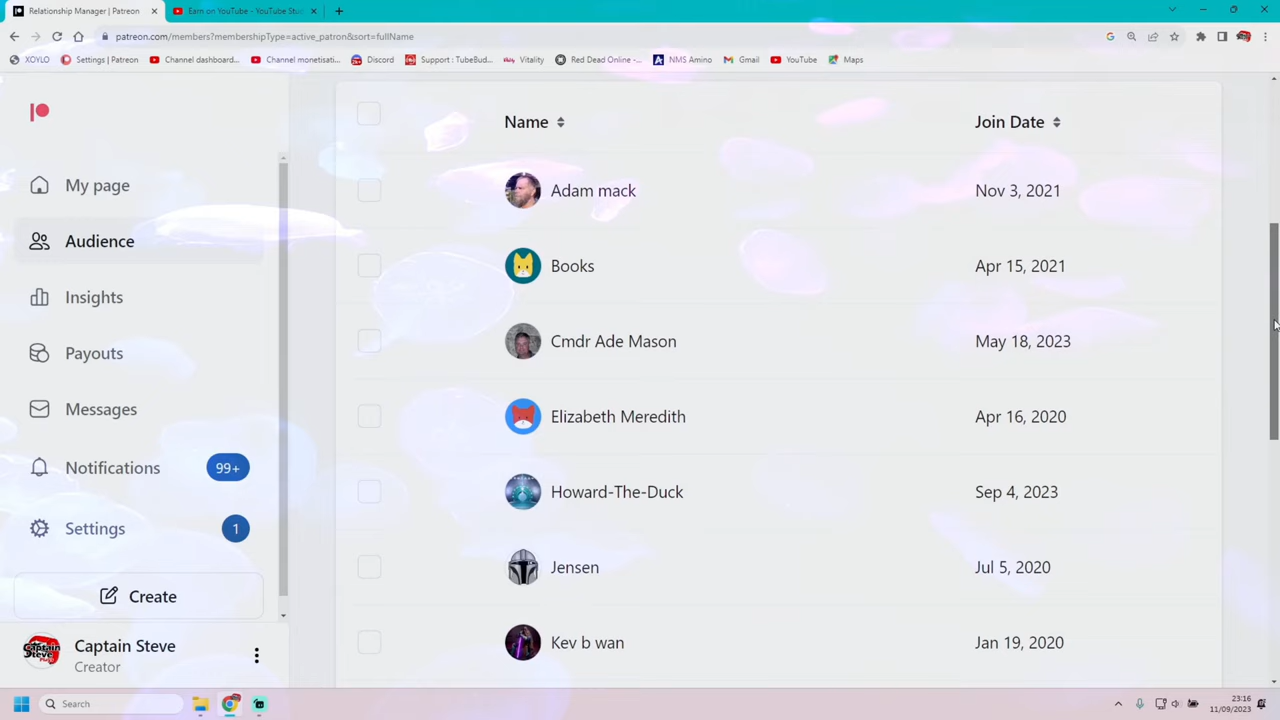 Relationship Manager | Patreon
Earn on YouTube - YouTube Stud
patreon.com/members?membershipType=active_patron&sort=fullName
XOYLO
Settings | Patreon
Channel dashboard...
Channel monetisati...
Discord
Support : TubeBud...
Vitality
Red Dead Online -...
NMS Amino
Gmail
YouTube
Maps
My page
Audience
Insights
Payouts
Messages
Notifications 99+
Settings 1
Create
Captain Steve
Creator
Name Join Date
Adam mack Nov 3, 2021
Books Apr 15, 2021
Cmdr Ade Mason May 18, 2023
Elizabeth Meredith Apr 16, 2020
Howard-The-Duck Sep 4, 2023
Jensen Jul 5, 2020
Kev b wan Jan 19, 2020
Search
23:16
11/09/2023